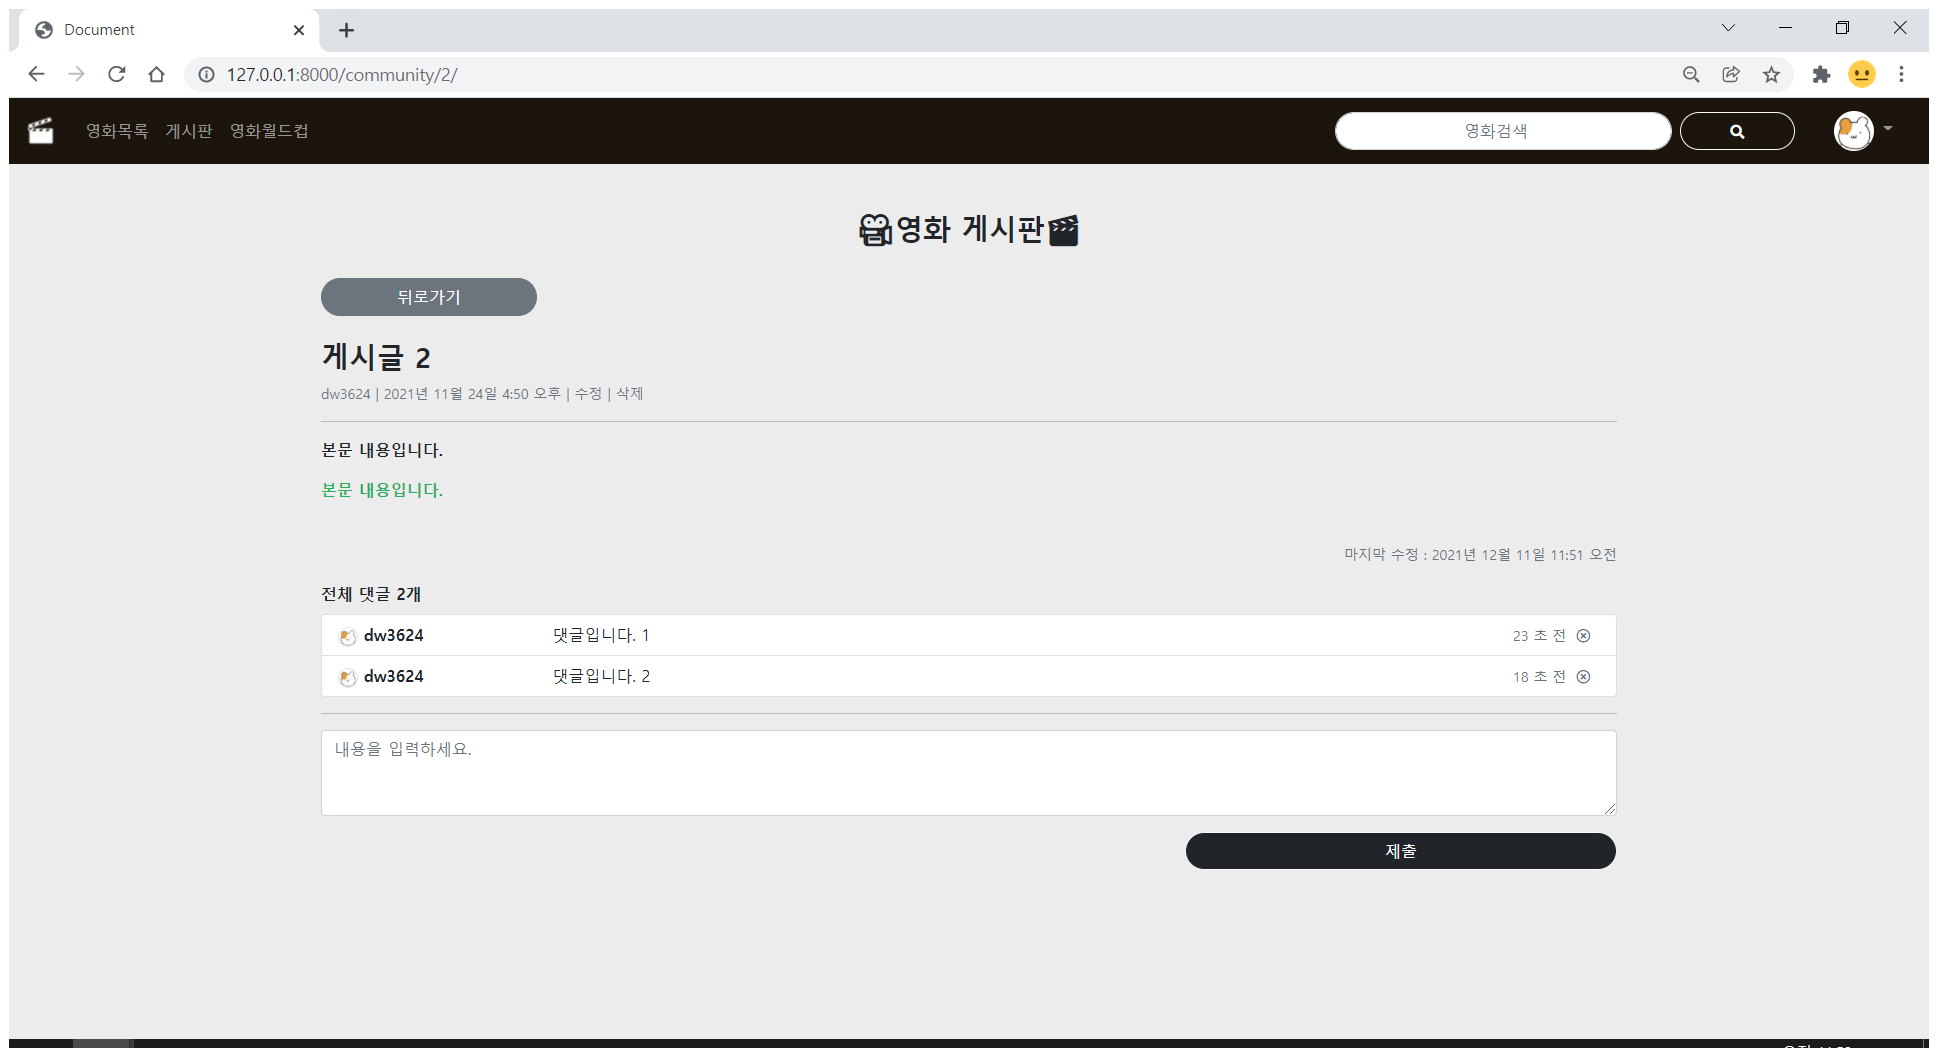 Document
127.0.0.1:8000/community/2/
영화목록 게시판 영화월드컵 영화검색
영화 게시판
뒤로가기
게시글 2
dw3624 | 2021년 11월 24일 4:50 오후 | 수정 | 삭제
본문 내용입니다.
본문 내용입니다.
마지막 수정 : 2021년 12월 11일 11:51 오전
전체 댓글 2개
dw3624 댓글입니다. 1 23 초 전
dw3624 댓글입니다. 2 18 초 전
내용을 입력하세요.
제출